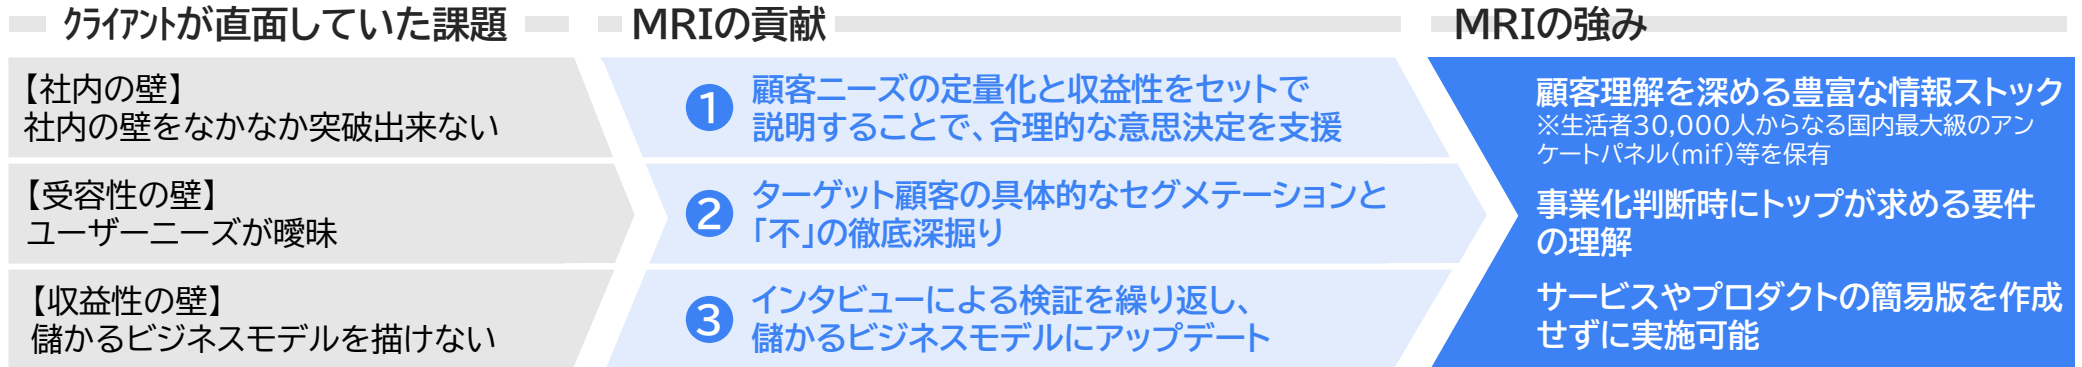 クライアントが直面していた課題
MRIの貢献
MRIの強み
【社内の壁】
社内の壁をなかなか突破出来ない
【受容性の壁】
ユーザーニーズが曖昧
【収益性の壁】
儲かるビジネスモデルを描けない
1
顧客ニーズの定量化と収益性をセットで
説明することで、合理的な意思決定を支援
2
ターゲット顧客の具体的なセグメテーションと
「不」の徹底深掘り
3
インタビューによる検証を繰り返し、
儲かるビジネスモデルにアップデート
顧客理解を深める豊富な情報ストック
※生活者30,000人からなる国内最大級のアン
ケートパネル(mif)等を保有
事業化判断時にトップが求める要件
の理解
サービスやプロダクトの簡易版を作成
せずに実施可能